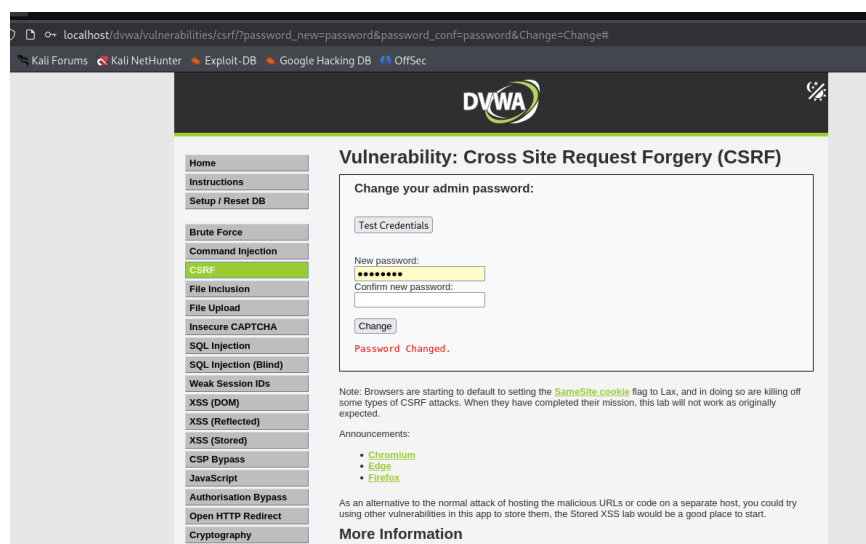 localhost/dvwa/vulnerabilities/csrf/?password_new=password&password_conf=password&Change=Change#
Kali Forums Kali NetHunter Exploit-DB Google Hacking DB OffSec
DVWA
Home
Instructions
Setup / Reset DB
Brute Force
Command Injection
CSRF
File Inclusion
File Upload
Insecure CAPTCHA
SQL Injection
SQL Injection (Blind)
Weak Session IDs
XSS (DOM)
XSS (Reflected)
XSS (Stored)
CSP Bypass
JavaScript
Authorisation Bypass
Open HTTP Redirect
Cryptography
Vulnerability: Cross Site Request Forgery (CSRF)
Change your admin password:
Test Credentials
New password:
●●●●●●●●
Confirm new password:
Change
Password Changed.
Note: Browsers are starting to default to setting the SameSite cookie flag to Lax, and in doing so are killing off
some types of CSRF attacks. When they have completed their mission, this lab will not work as originally
expected.
Announcements:
• Chromium
• Edge
• Firefox
As an alternative to the normal attack of hosting the malicious URLs or code on a separate host, you could try
using other vulnerabilities in this app to store them, the Stored XSS lab would be a good place to start.
More Information